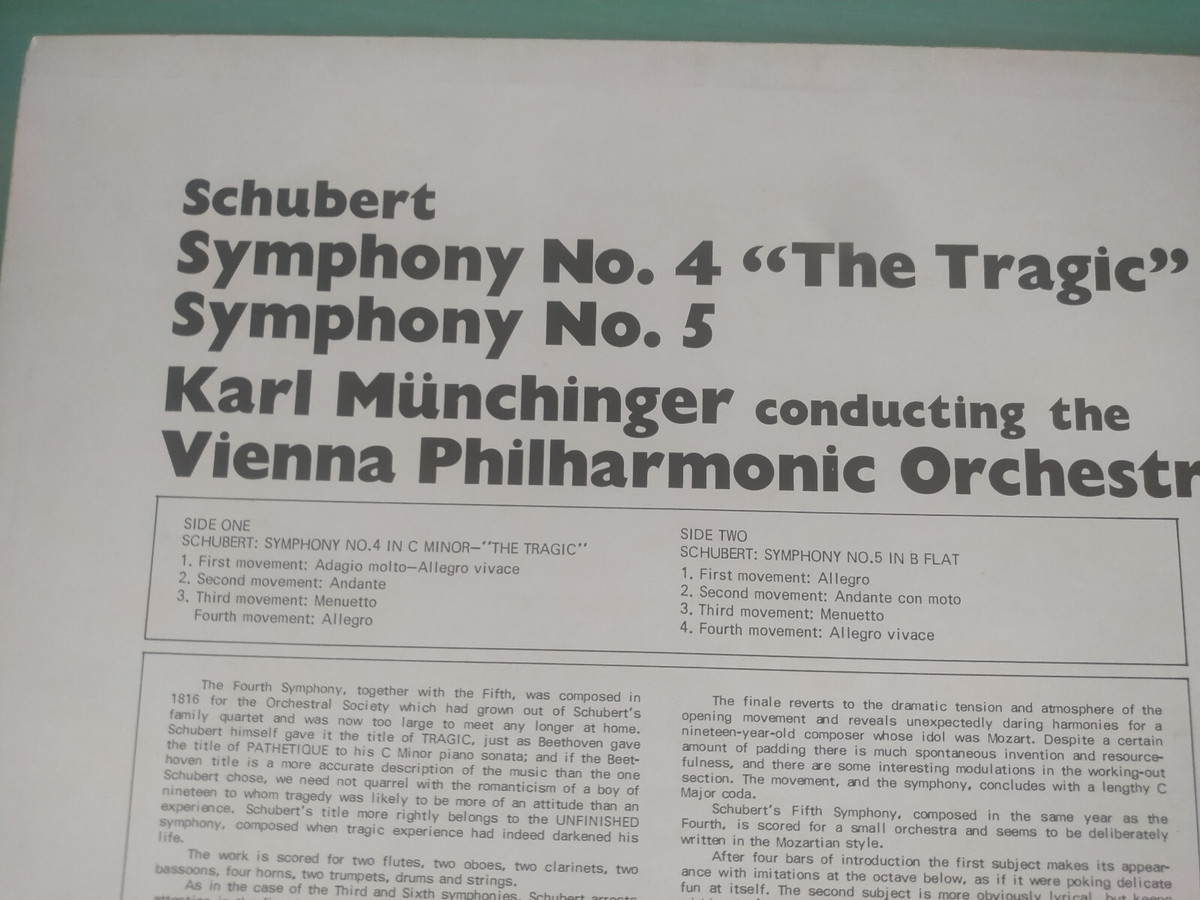 Schubert
Symphony No. 4 “The Tragic”
Symphony No. 5
Karl Münchinger conducting the
Vienna Philharmonic Orchestr
SIDE ONE
SCHUBERT: SYMPHONY NO.4 IN C MINOR—“THE TRAGIC”
1. First movement: Adagio molto—Allegro vivace
2. Second movement: Andante
3. Third movement: Menuetto
Fourth movement: Allegro
SIDE TWO
SCHUBERT: SYMPHONY NO.5 IN B FLAT
1. First movement: Allegro
2. Second movement: Andante con moto
3. Third movement: Menuetto
4. Fourth movement: Allegro vivace
The Fourth Symphony, together with the Fifth, was composed in
1816 for the Orchestral Society which had grown out of Schubert's
family quartet and was now too large to meet any longer at home.
Schubert himself gave it the title of TRAGIC, just as Beethoven gave
the title of PATHETIQUE to his C Minor piano sonata; and if the Beet-
hoven title is a more accurate description of the music than the one
Schubert chose, we need not quarrel with the romanticism of a boy of
nineteen to whom tragedy was likely to be more of an attitude than an
experience. Schubert's title more rightly belongs to the UNFINISHED
symphony, composed when tragic experience had indeed darkened his
life.
The work is scored for two flutes, two oboes, two clarinets, two
bassoons, four horns, two trumpets, drums and strings.
As in the case of the Third and Sixth symphonies, Schubert arrests
The finale reverts to the dramatic tension and atmosphere of the
opening movement and reveals unexpectedly daring harmonies for a
nineteen-year-old composer whose idol was Mozart. Despite a certain
amount of padding there is much spontaneous invention and resource-
fulness, and there are some interesting modulations in the working-out
section. The movement, and the symphony, concludes with a lengthy C
Major coda.
Schubert's Fifth Symphony, composed in the same year as the
Fourth, is scored for a small orchestra and seems to be deliberately
written in the Mozartian style.
After four bars of introduction the first subject makes its appear-
ance with imitations at the octave below, as if it were poking delicate
fun at itself. The second subject is more obviously lyrical, but keeps